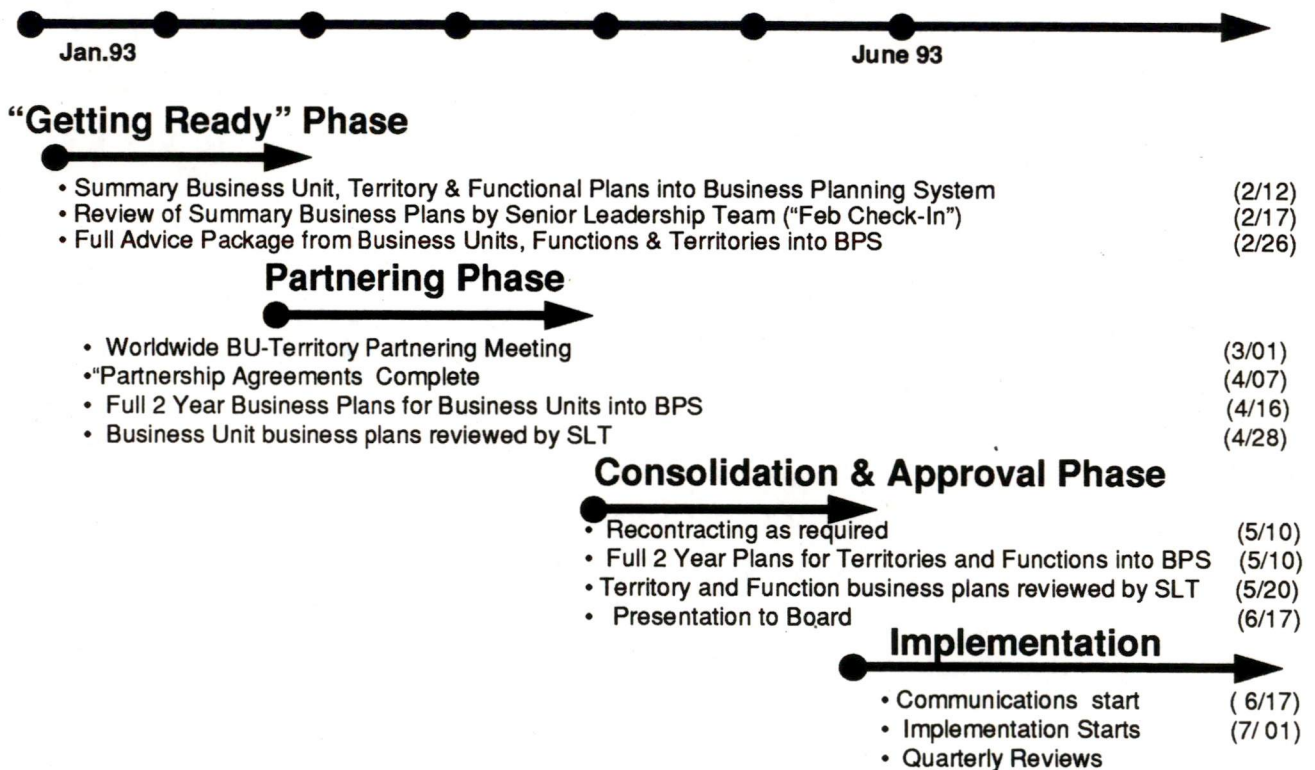 Jan.93 June 93
“Getting Ready” Phase
• Summary Business Unit, Territory & Functional Plans into Business Planning System (2/12)
• Review of Summary Business Plans by Senior Leadership Team (“Feb Check-In”) (2/17)
• Full Advice Package from Business Units, Functions & Territories into BPS (2/26)
Partnering Phase
• Worldwide BU-Territory Partnering Meeting (3/01)
•“Partnership Agreements Complete (4/07)
• Full 2 Year Business Plans for Business Units into BPS (4/16)
• Business Unit business plans reviewed by SLT (4/28)
Consolidation & Approval Phase
• Recontracting as required (5/10)
• Full 2 Year Plans for Territories and Functions into BPS (5/10)
• Territory and Function business plans reviewed by SLT (5/20)
• Presentation to Board (6/17)
Implementation
• Communications start ( 6/17)
• Implementation Starts (7/ 01)
• Quarterly Reviews